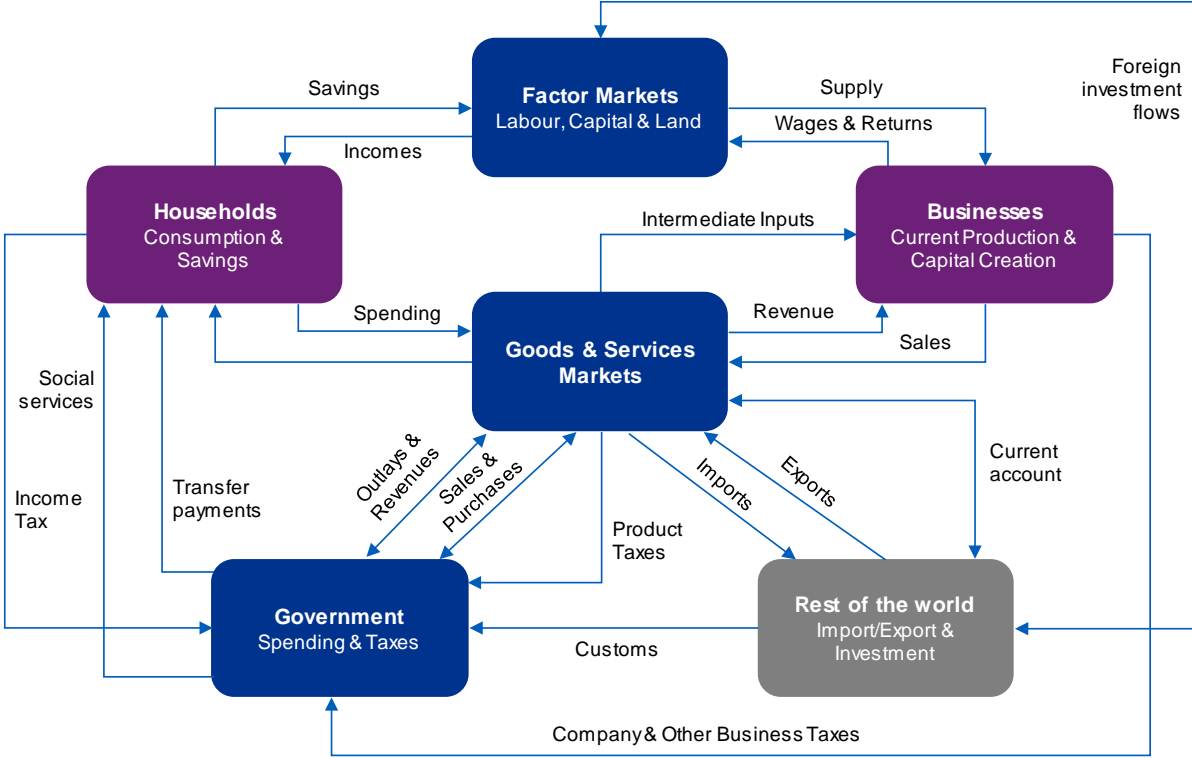 Foreign
investment
flows
Savings
Factor Markets
Labour, Capital & Land
Supply
Wages & Returns
Incomes
Households
Consumption &
Savings
Intermediate Inputs
Businesses
Current Production &
Capital Creation
Spending
Revenue
Goods & Services
Markets
Sales
Social
services
Outlays &
Revenues
Sales &
Purchases
Imports
Exports
Current
account
Income
Tax
Transfer
payments
Product
Taxes
Government
Spending & Taxes
Rest of the world
Import/Export &
Investment
Customs
Company & Other Business Taxes